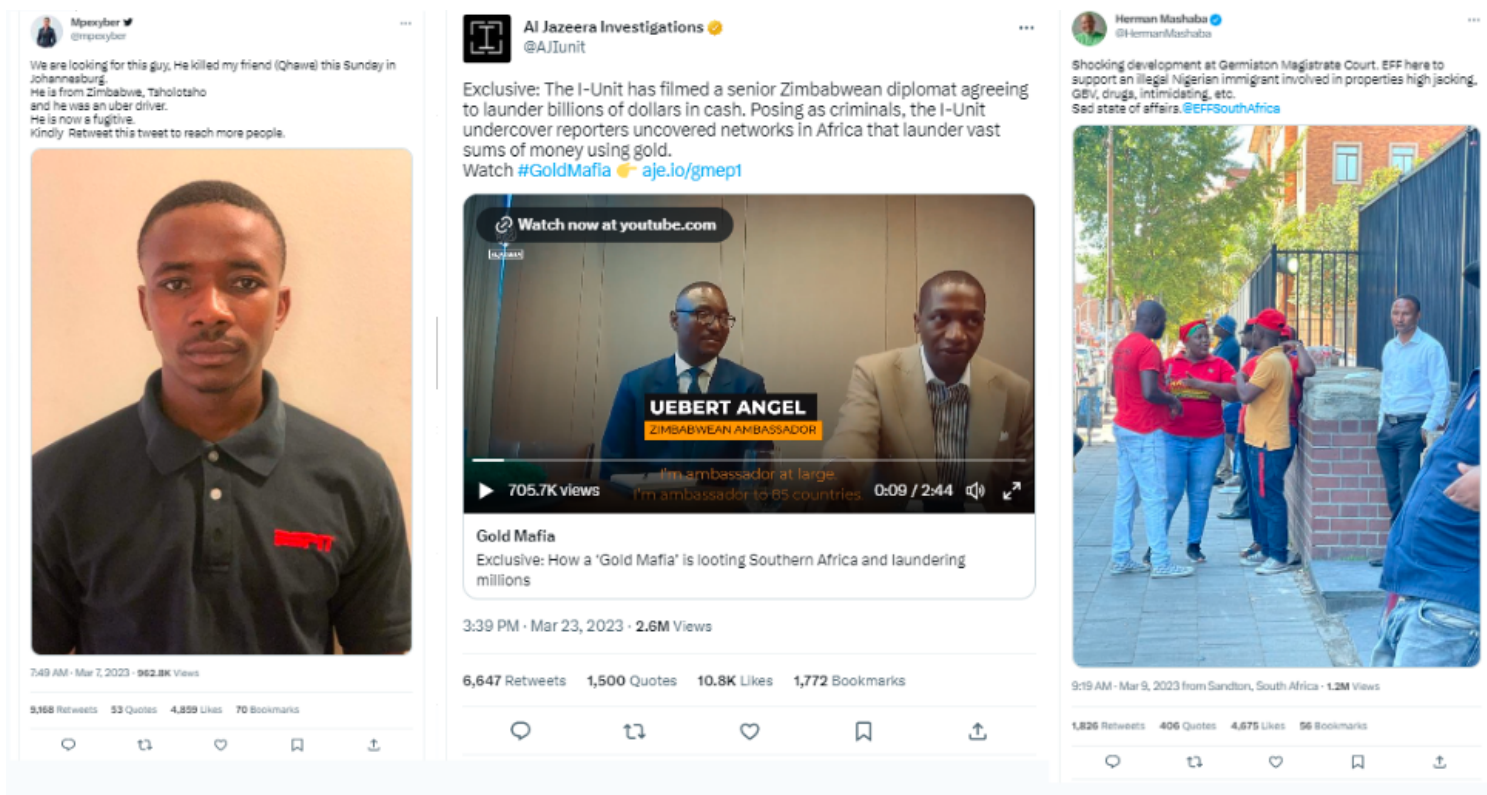 Mpexyber
@mpexyber
We are looking for this guy, He killed my friend (Qhawe) this Sunday in
Johannesburg.
He is from Zimbabwe, Taholotaho
and he was an uber driver.
He is now a fugitive.
Kindly Retweet this tweet to reach more people.
7:49 AM · Mar 7, 2023 · 962.8K Views
9,168 Retweets 53 Quotes 4,859 Likes 70 Bookmarks
Al Jazeera Investigations
@AJIunit
Exclusive: The I-Unit has filmed a senior Zimbabwean diplomat agreeing
to launder billions of dollars in cash. Posing as criminals, the I-Unit
undercover reporters uncovered networks in Africa that launder vast
sums of money using gold.
Watch #GoldMafia 👉 aje.io/gmep1
Watch now at youtube.com
UEBERT ANGEL
ZIMBABWEAN AMBASSADOR
I'm ambassador at large.
I'm ambassador to 85 countries.
705.7K views 0:09 / 2:44
Gold Mafia
Exclusive: How a 'Gold Mafia' is looting Southern Africa and laundering
millions
3:39 PM · Mar 23, 2023 · 2.6M Views
6,647 Retweets 1,500 Quotes 10.8K Likes 1,772 Bookmarks
Herman Mashaba
@HermanMashaba
Shocking development at Germiston Magistrate Court. EFF here to
support an illegal Nigerian immigrant involved in properties high jacking,
GBV, drugs, intimidating, etc.
Sad state of affairs.@EFFSouthAfrica
9:19 AM · Mar 9, 2023 from Sandton, South Africa · 1.2M Views
1,826 Retweets 406 Quotes 4,675 Likes 56 Bookmarks